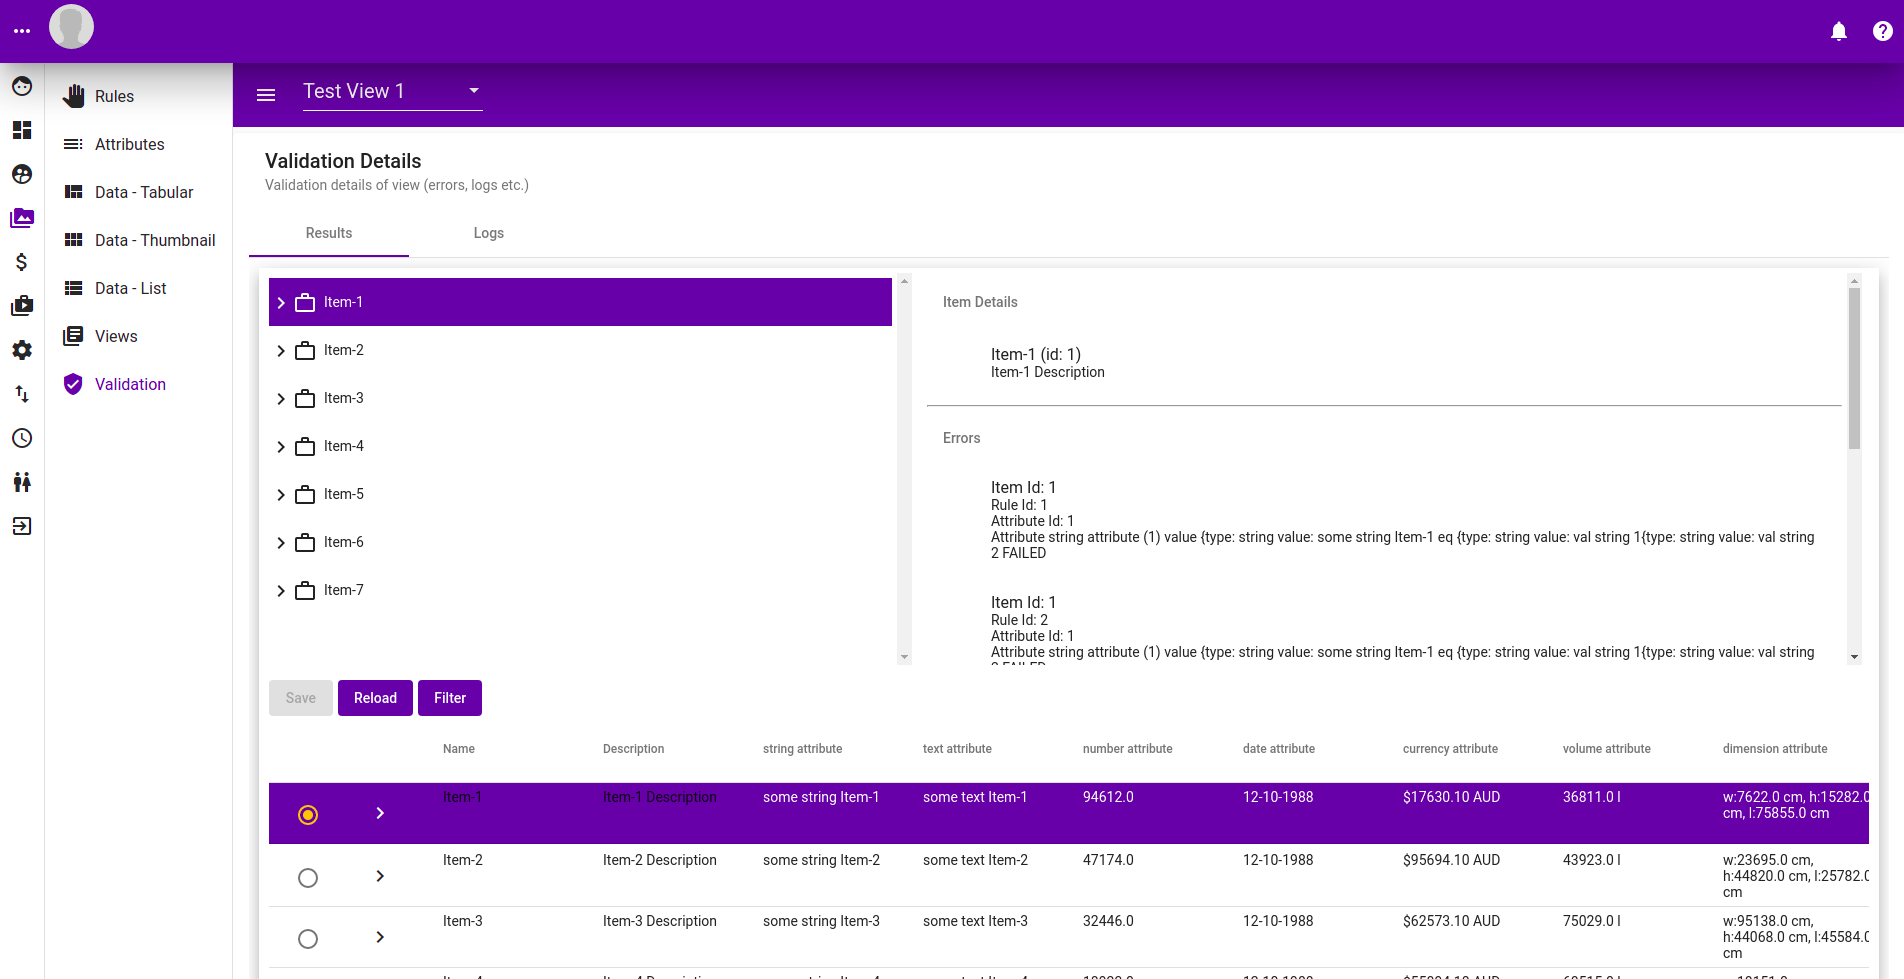 Test View 1
Rules
Attributes
Data - Tabular
Data - Thumbnail
Data - List
Views
Validation
Validation Details
Validation details of view (errors, logs etc.)
Results Logs
Item-1
Item-2
Item-3
Item-4
Item-5
Item-6
Item-7
Item Details
Item-1 (id: 1)
Item-1 Description
Errors
Item Id: 1
Rule Id: 1
Attribute Id: 1
Attribute string attribute (1) value {type: string value: some string Item-1 eq {type: string value: val string 1{type: string value: val string
2 FAILED
Item Id: 1
Rule Id: 2
Attribute Id: 1
Attribute string attribute (1) value {type: string value: some string Item-1 eq {type: string value: val string 1{type: string value: val string
Save Reload Filter
Name Description string attribute text attribute number attribute date attribute currency attribute volume attribute dimension attribute
Item-1 Item-1 Description some string Item-1 some text Item-1 94612.0 12-10-1988 $17630.10 AUD 36811.0 l w:7622.0 cm, h:15282.0
cm, l:75855.0 cm
Item-2 Item-2 Description some string Item-2 some text Item-2 47174.0 12-10-1988 $95694.10 AUD 43923.0 l w:23695.0 cm,
h:44820.0 cm, l:25782.0
cm
Item-3 Item-3 Description some string Item-3 some text Item-3 32446.0 12-10-1988 $62573.10 AUD 75029.0 l w:95138.0 cm,
h:44068.0 cm, l:45584.0
cm